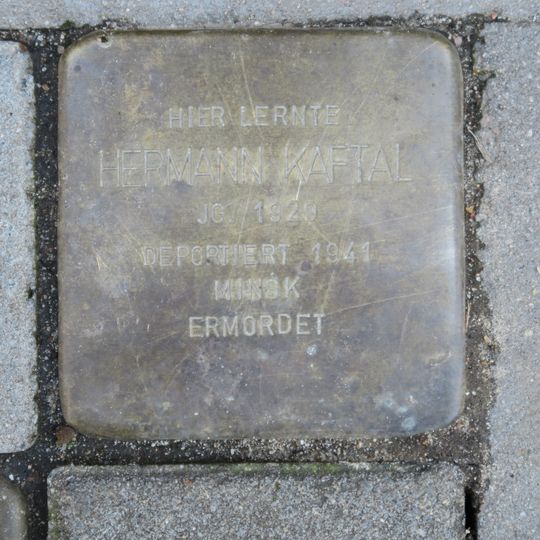 HIER LERNTE
HERMANN KAFTAL
JG. 1920
DEPORTIERT 1941
MINSK
ERMORDET